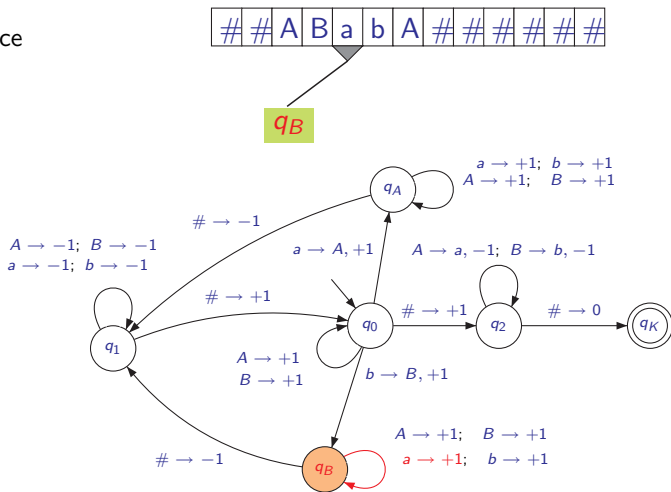 # # A B a b A # # # # # #
ce
q_B
a → +1; b → +1
A → +1; B → +1
q_A
# → −1
A → −1; B → −1
a → −1; b → −1
a → A, +1
A → a, −1; B → b, −1
# → +1
# → +1
# → 0
q_0
q_2
q_K
q_1
A → +1
B → +1
b → B, +1
A → +1; B → +1
a → +1; b → +1
# → −1
q_B